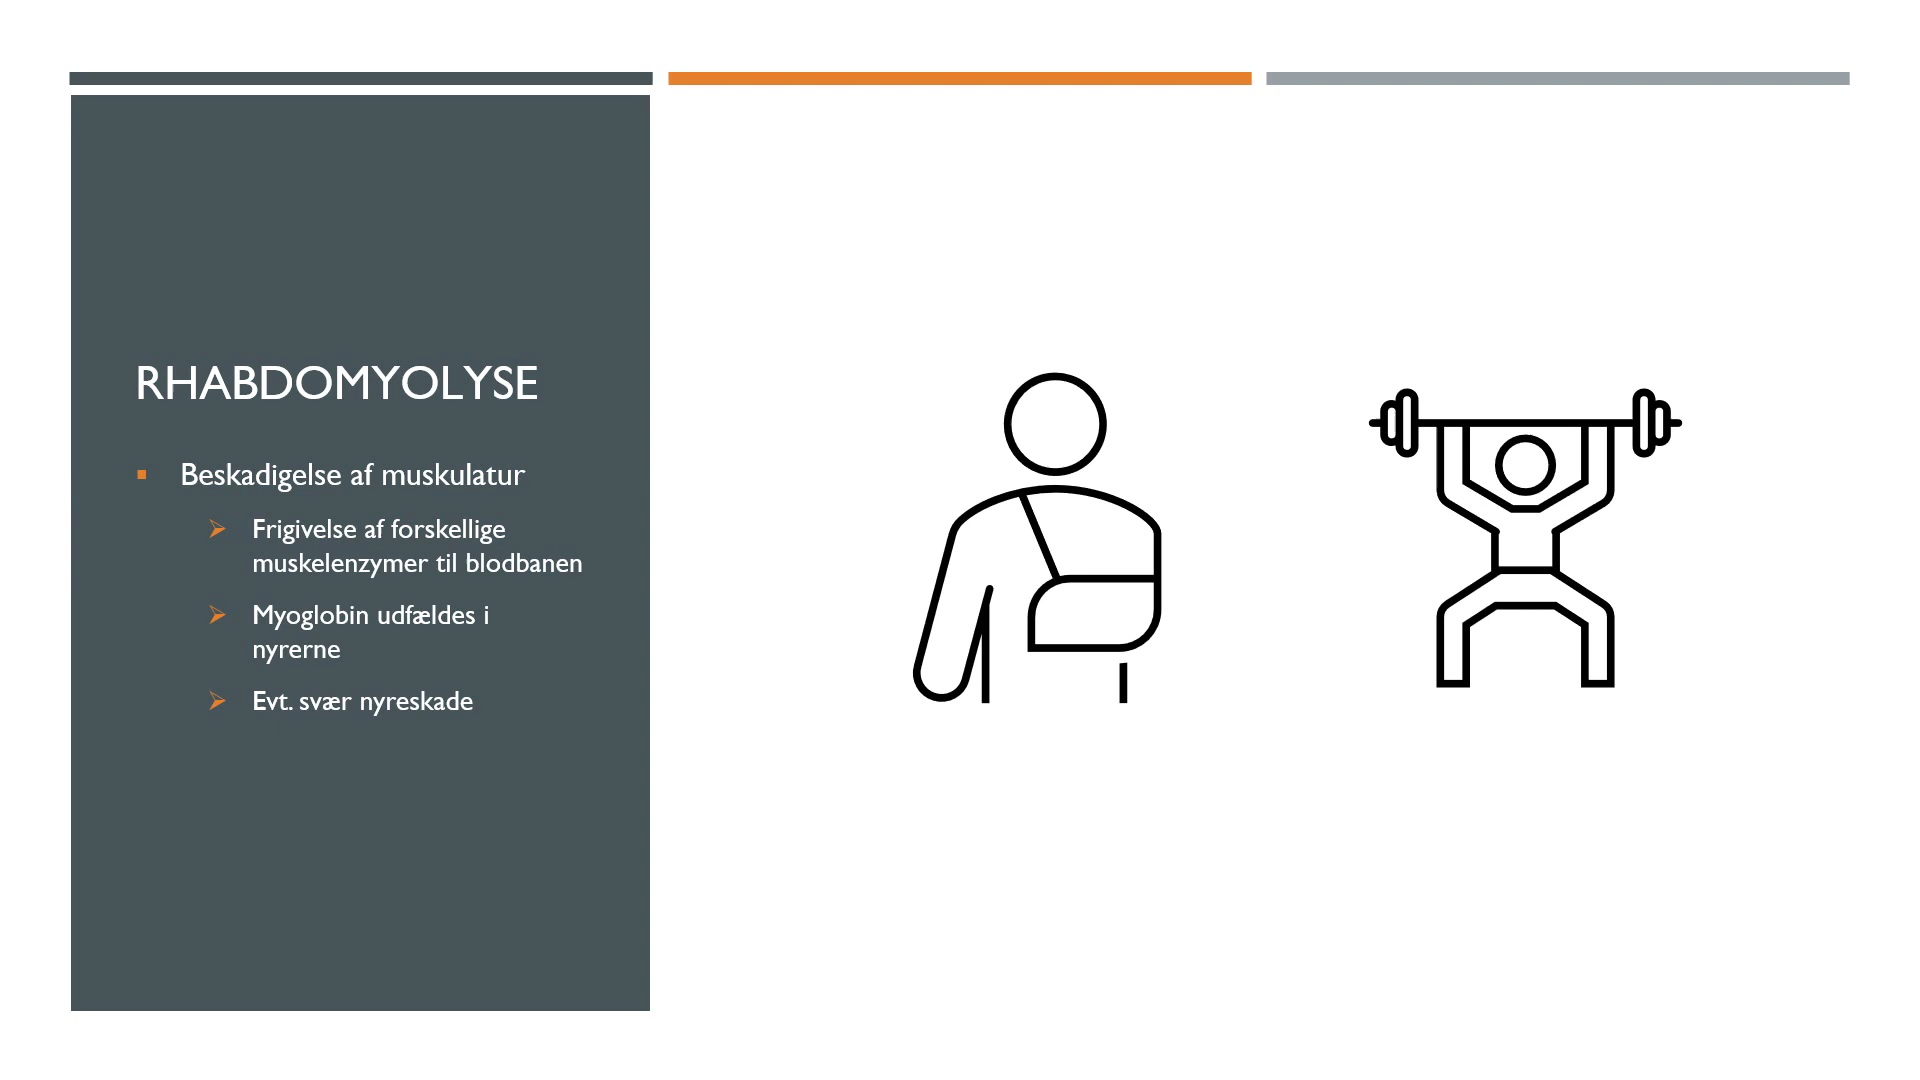 RHABDOMYOLYSE
Beskadigelse af muskulatur
Frigivelse af forskellige
muskelenzymer til blodbanen
Myoglobin udfældes i
nyrerne
Evt. svær nyreskade